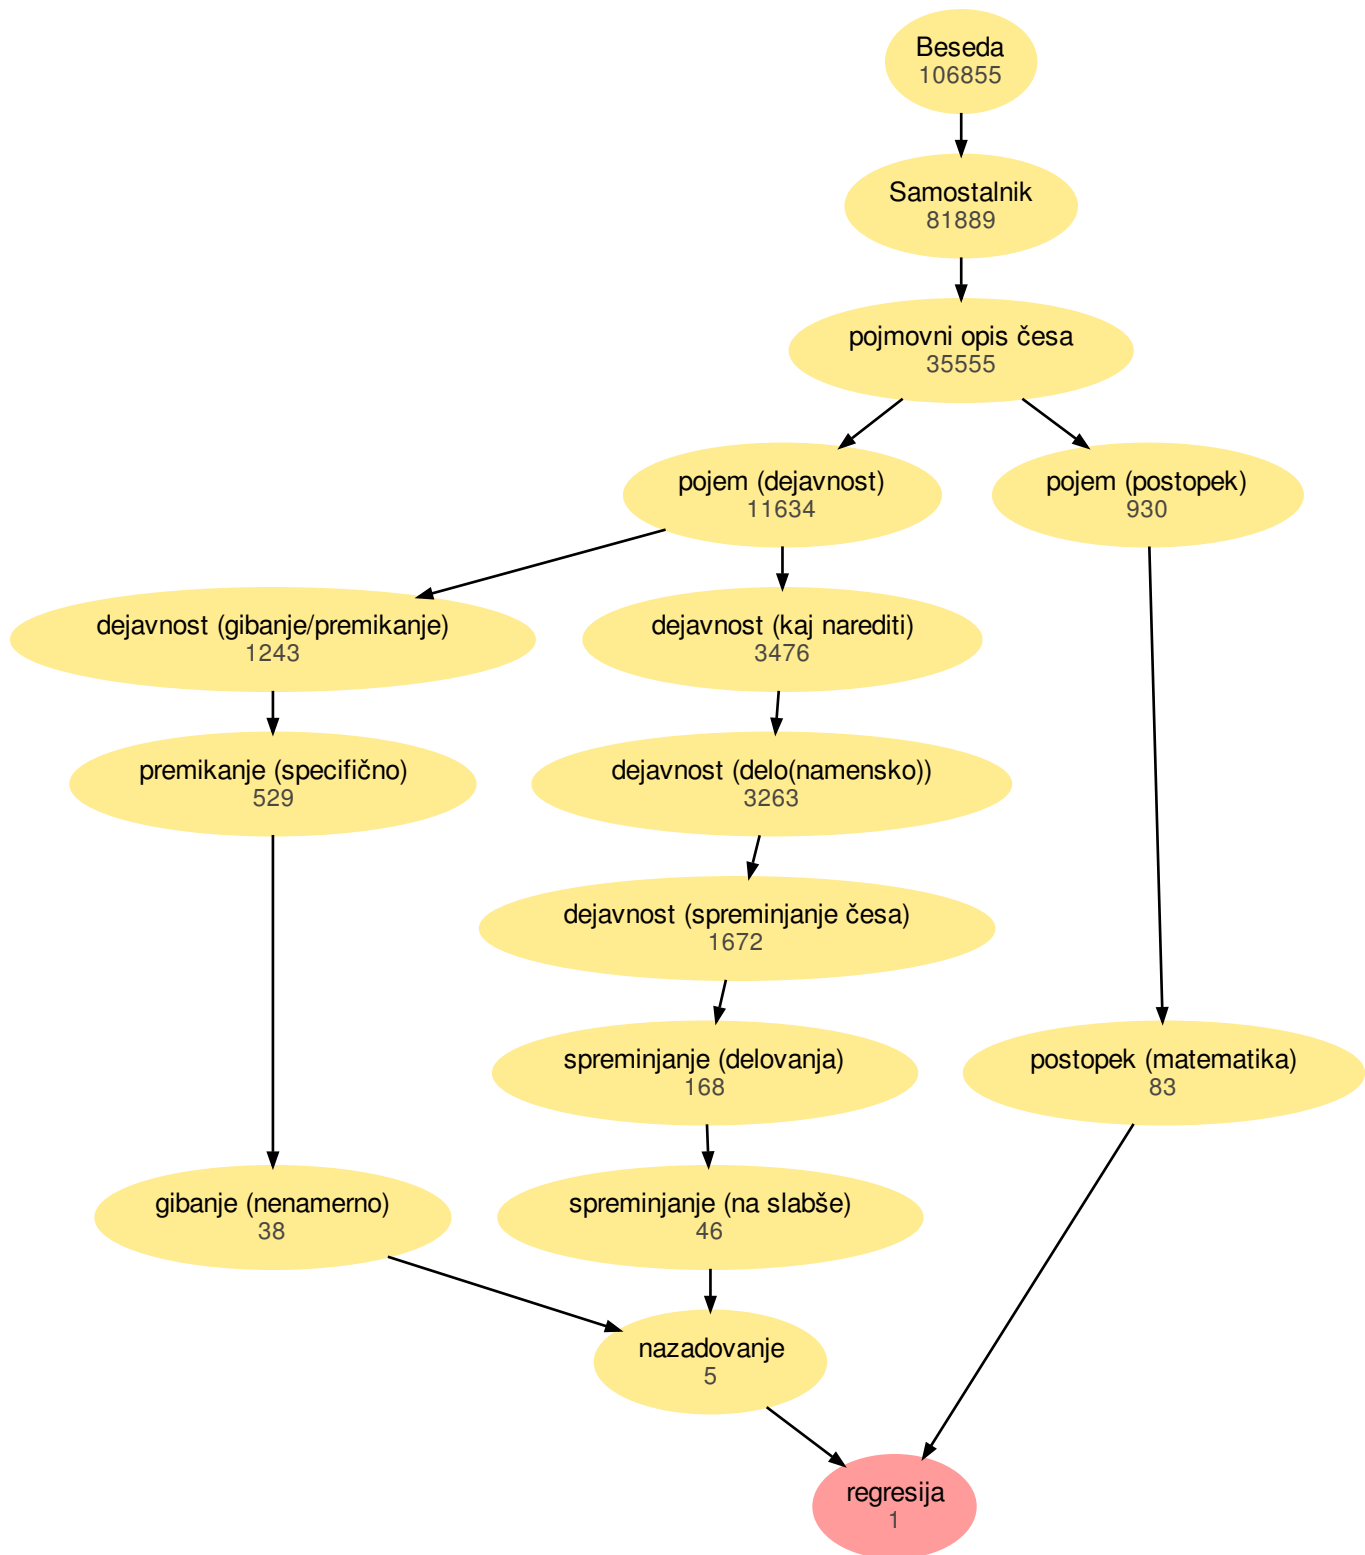 Beseda
106855
Samostalnik
81889
pojmovni opis česa
35555
pojem (dejavnost)
11634
pojem (postopek)
930
dejavnost (gibanje/premikanje)
1243
dejavnost (kaj narediti)
3476
premikanje (specifično)
529
dejavnost (delo(namensko))
3263
dejavnost (spreminjanje česa)
1672
spreminjanje (delovanja)
168
postopek (matematika)
83
gibanje (nenamerno)
38
spreminjanje (na slabše)
46
nazadovanje
5
regresija
1